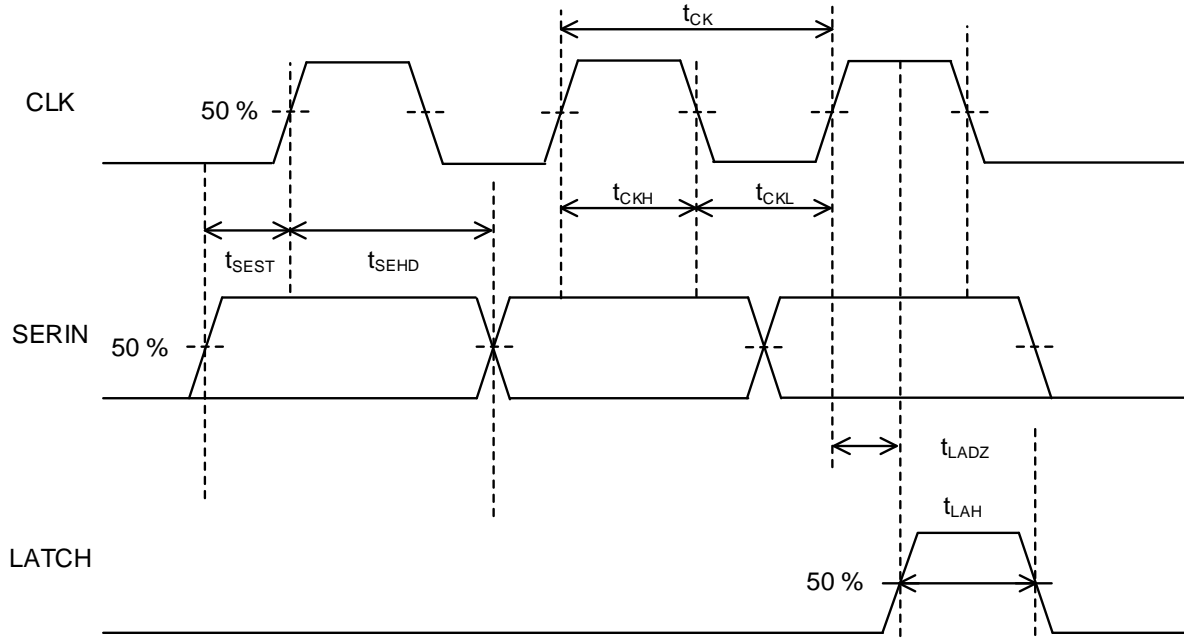 tCK
CLK
50 %
tCKH
tCKL
tSEST
tSEHD
SERIN
50 %
tLADZ
tLAH
LATCH
50 %